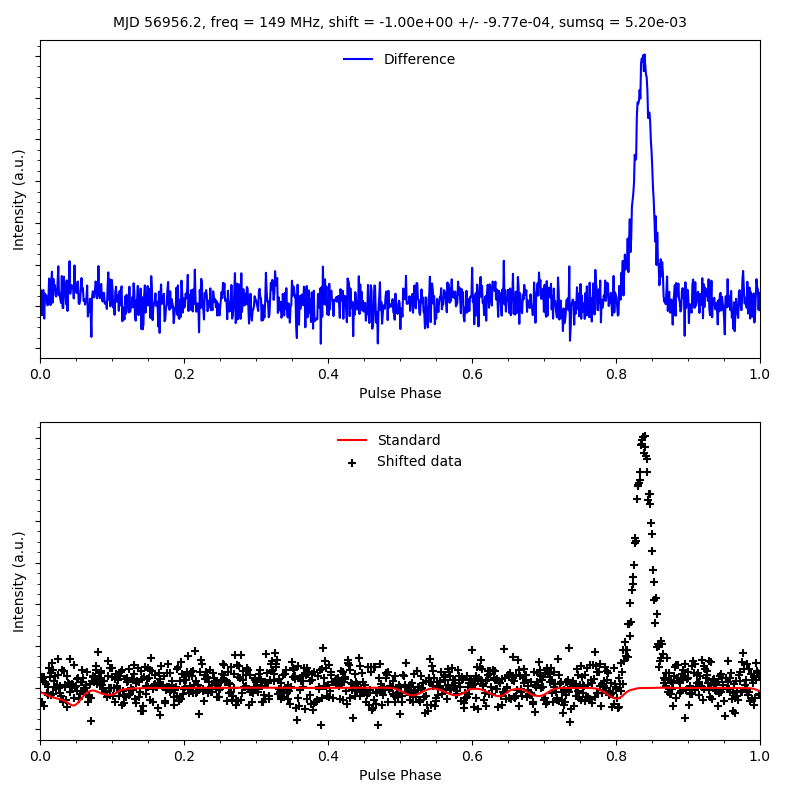 MJD 56956.2, freq = 149 MHz, shift = -1.00e+00 +/- -9.77e-04, sumsq = 5.20e-03
Difference
Intensity (a.u.)
0.0 0.2 0.4 0.6 0.8 1.0
Pulse Phase
Standard
Shifted data
Intensity (a.u.)
0.0 0.2 0.4 0.6 0.8 1.0
Pulse Phase